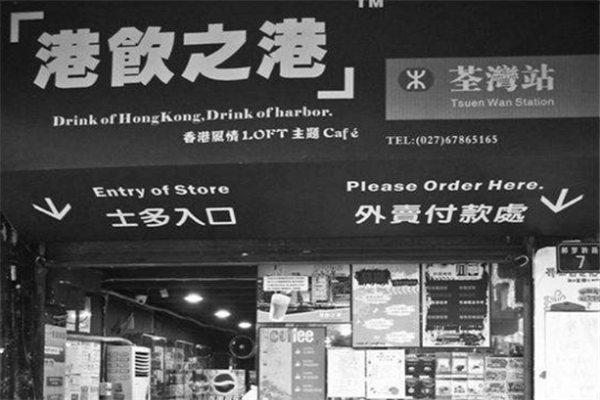 TM
「港飲之港」
Drink of HongKong,Drink of harbor.
香港風情LOFT主題Café
荃灣站
Tsuen Wan Station
TEL:(027)67865165
Entry of Store
士多入口
Please Order Here.
外賣付款處
7
coffee